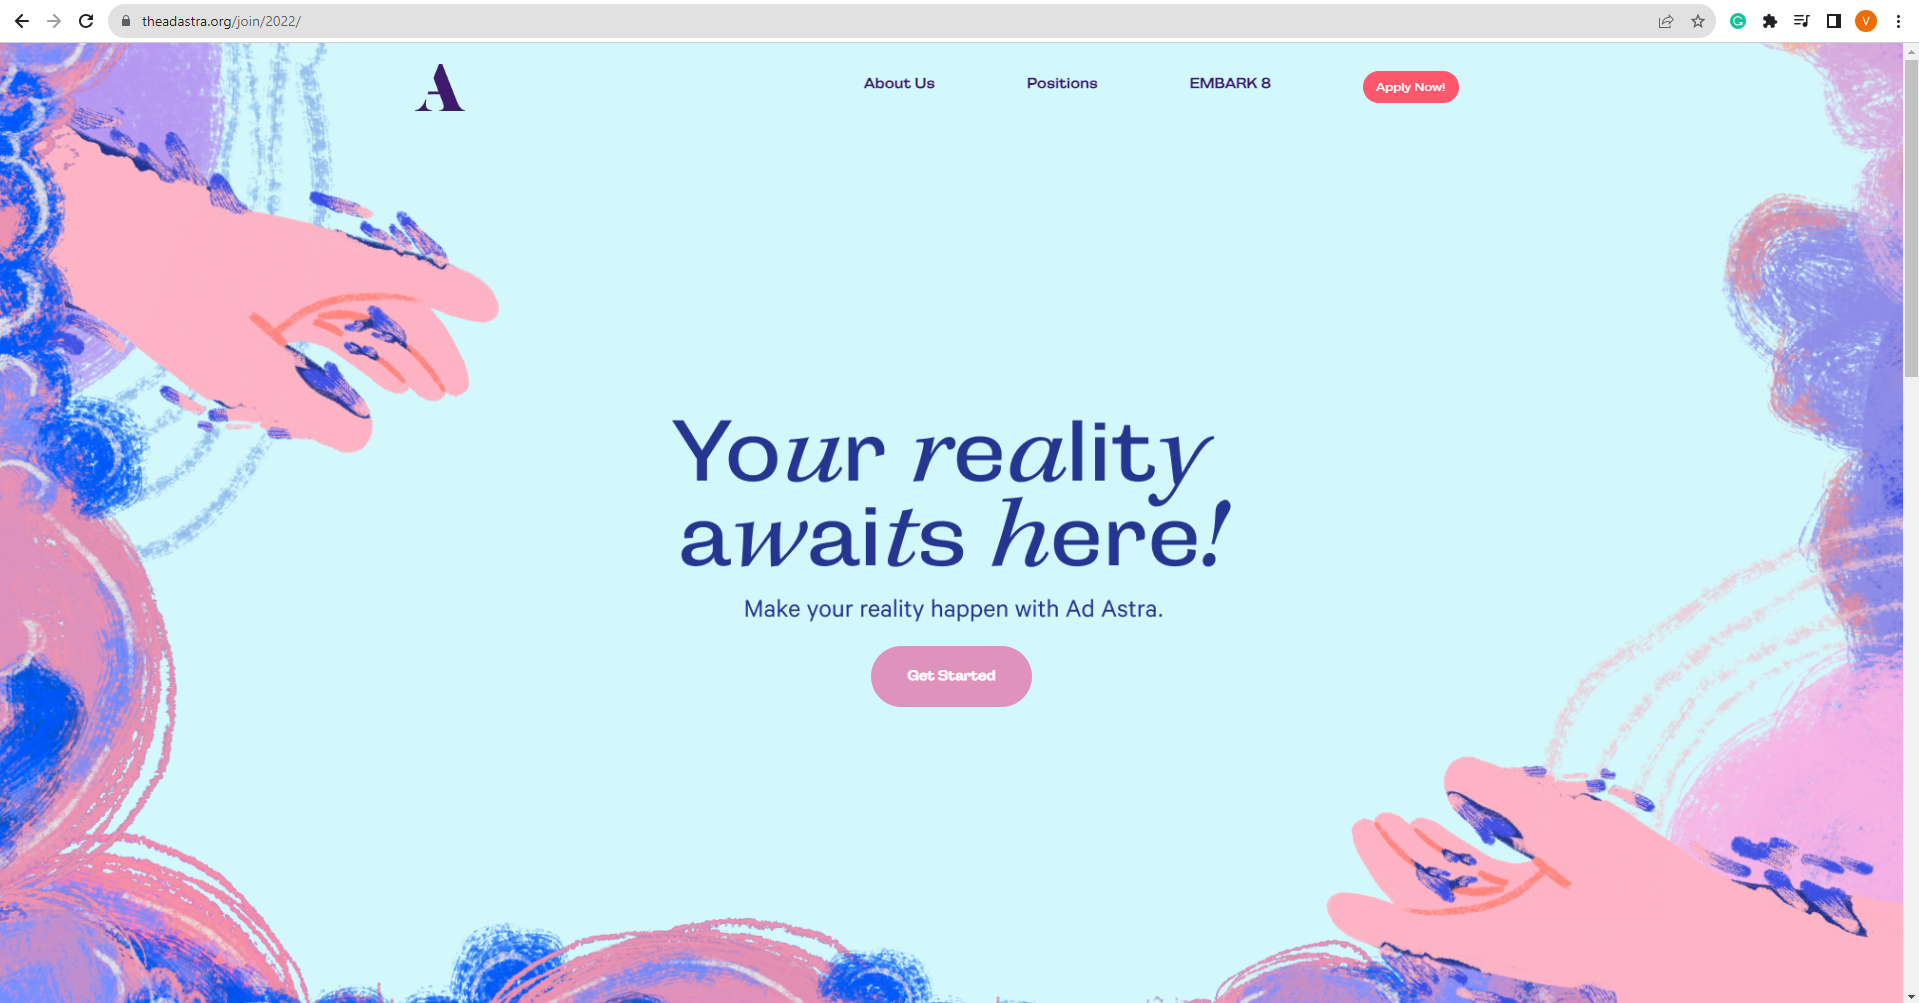 theadastra.org/join/2022/
V
A
About Us
Positions
EMBARK 8
Apply Now!
Your reality
awaits here!
Make your reality happen with Ad Astra.
Get Started